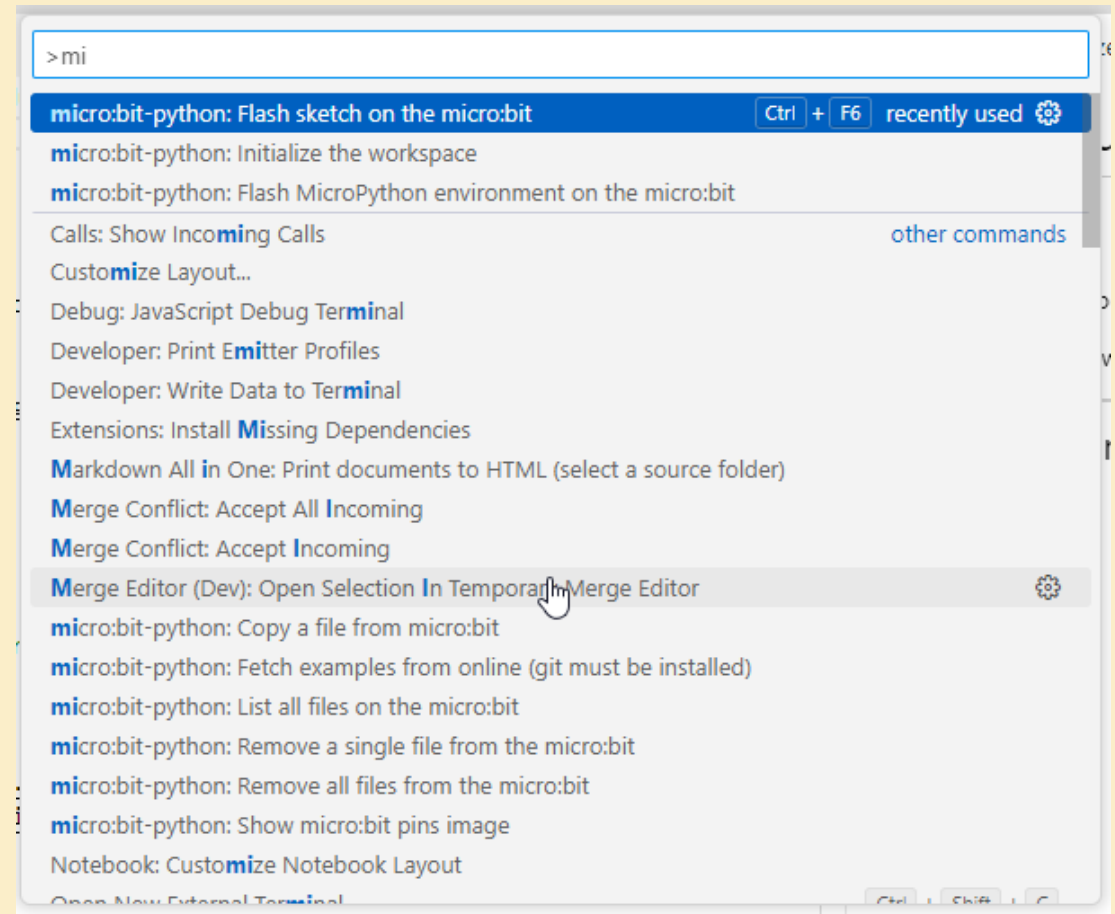 >mi
micro:bit-python: Flash sketch on the micro:bit Ctrl + F6 recently used
micro:bit-python: Initialize the workspace
micro:bit-python: Flash MicroPython environment on the micro:bit
Calls: Show Incoming Calls other commands
Customize Layout...
Debug: JavaScript Debug Terminal
Developer: Print Emitter Profiles
Developer: Write Data to Terminal
Extensions: Install Missing Dependencies
Markdown All in One: Print documents to HTML (select a source folder)
Merge Conflict: Accept All Incoming
Merge Conflict: Accept Incoming
Merge Editor (Dev): Open Selection In Temporary Merge Editor
micro:bit-python: Copy a file from micro:bit
micro:bit-python: Fetch examples from online (git must be installed)
micro:bit-python: List all files on the micro:bit
micro:bit-python: Remove a single file from the micro:bit
micro:bit-python: Remove all files from the micro:bit
micro:bit-python: Show micro:bit pins image
Notebook: Customize Notebook Layout
Open New External Terminal Ctrl + Shift + C